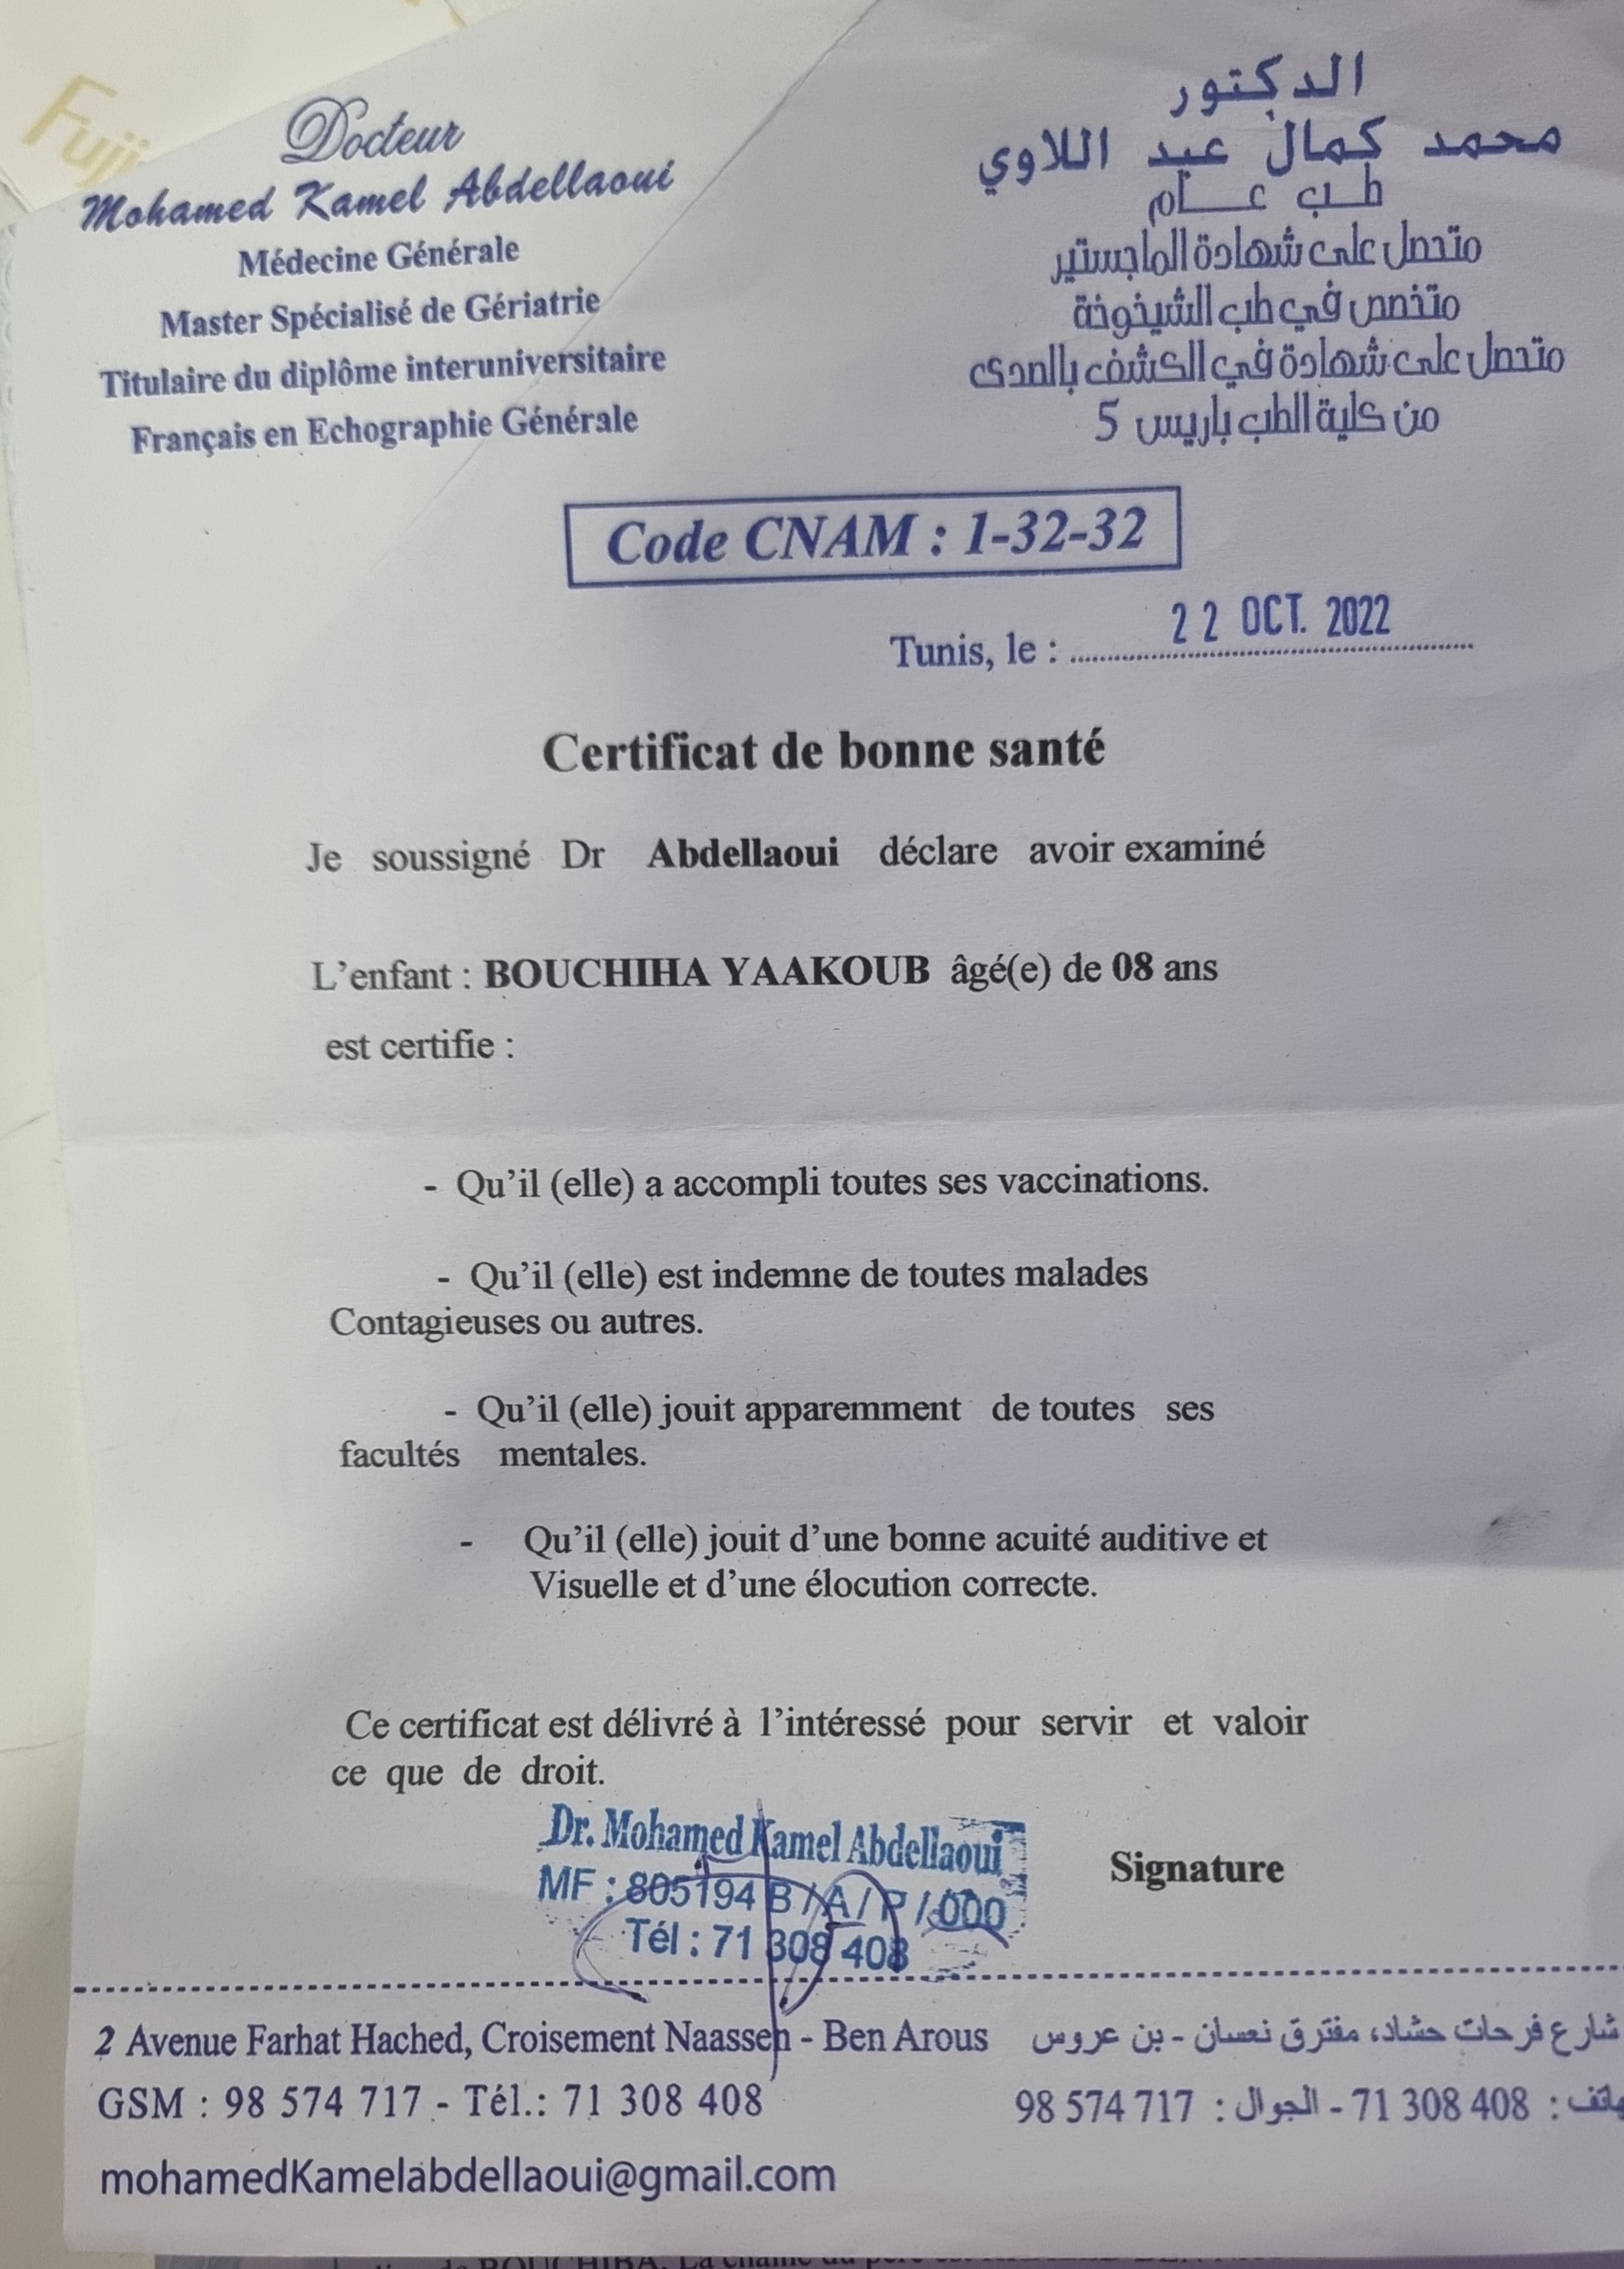 Fuji
Docteur
Mohamed Kamel Abdellaoui
Médecine Générale
Master Spécialisé de Gériatrie
Titulaire du diplôme interuniversitaire
Français en Echographie Générale
الدكتور
محمد كمال عبد اللاوي
طب عام
متحصل على شهادة الماجستير
متخصص في طب الشيخوخة
متحصل على شهادة في الكشف بالصدى
من كلية الطب باريس 5
Code CNAM : 1-32-32
Tunis, le : 22 OCT. 2022
Certificat de bonne santé
Je soussigné Dr Abdellaoui déclare avoir examiné
L'enfant : BOUCHIHA YAAKOUB âgé(e) de 08 ans
est certifie :
- Qu'il (elle) a accompli toutes ses vaccinations.
- Qu'il (elle) est indemne de toutes malades
Contagieuses ou autres.
- Qu'il (elle) jouit apparemment de toutes ses
facultés mentales.
- Qu'il (elle) jouit d'une bonne acuité auditive et
Visuelle et d'une élocution correcte.
Ce certificat est délivré à l'intéressé pour servir et valoir
ce que de droit.
Dr. Mohamed Kamel Abdellaoui
MF : 805194 B / A / P / 000
Tél : 71 308 408
Signature
2 Avenue Farhat Hached, Croisement Naassen - Ben Arous
شارع فرحات حشاد، مفترق نعسان - بن عروس
GSM : 98 574 717 - Tél.: 71 308 408
71 308 408 - الجوال : 98 574 717
mohamedKamelabdellaoui@gmail.com